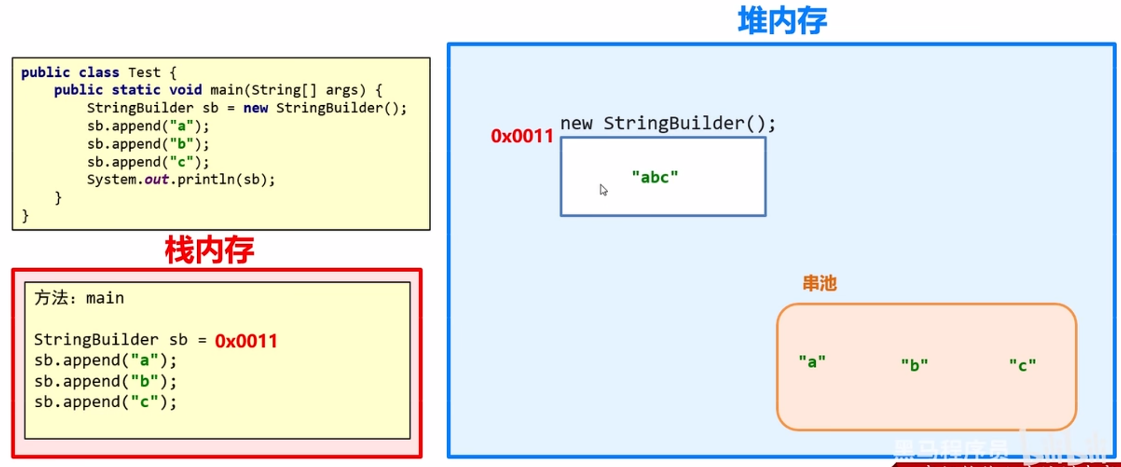 堆内存
public class Test {
public static void main(String[] args) {
StringBuilder sb = new StringBuilder();
sb.append("a");
sb.append("b");
sb.append("c");
System.out.println(sb);
}
}
new StringBuilder();
0x0011
"abc"
栈内存
方法：main
StringBuilder sb = 0x0011
sb.append("a");
sb.append("b");
sb.append("c");
串池
"a" "b" "c"
黑马程序员